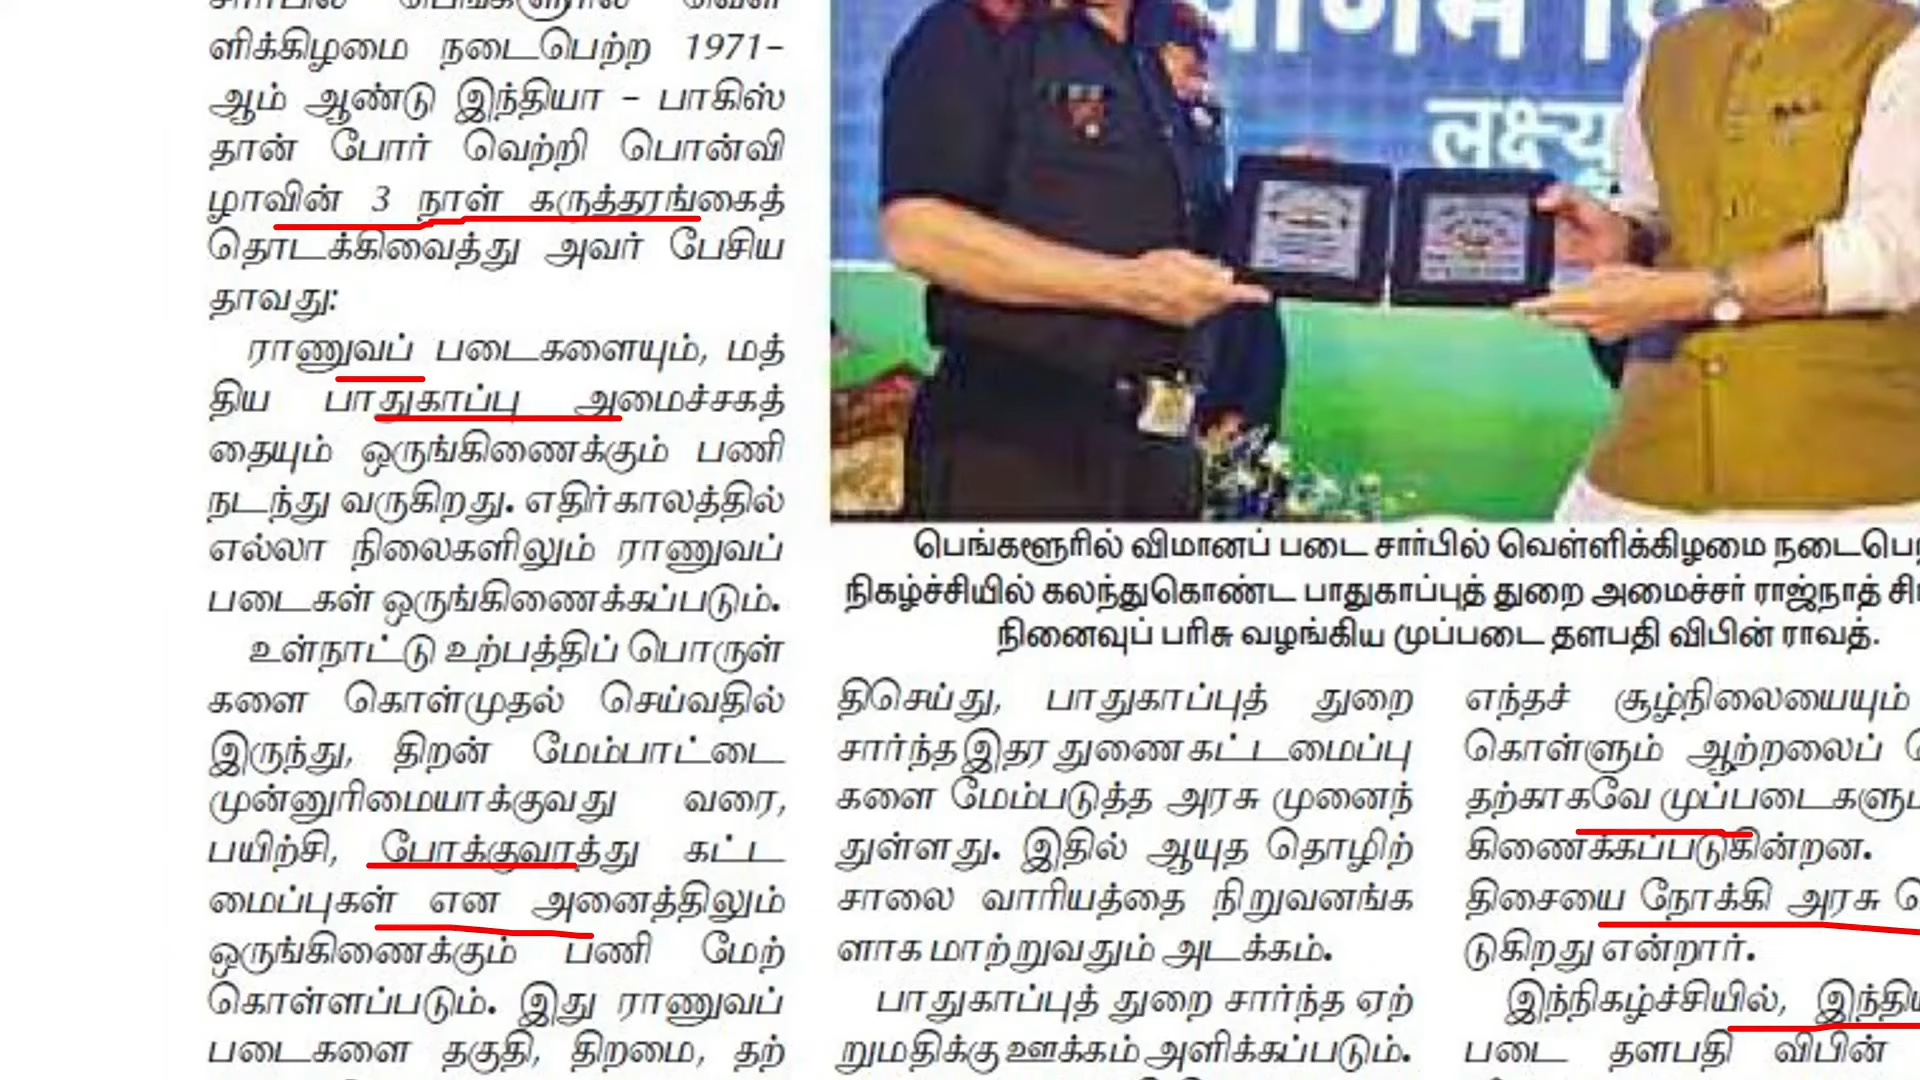 ளிக்கிழமை நடைபெற்ற 1971–
ஆம் ஆண்டு இந்தியா – பாகிஸ்
தான் போர் வெற்றி பொன்வி
ழாவின் 3 நாள் கருத்தரங்கைத்
தொடக்கிவைத்து அவர் பேசிய
தாவது:
ராணுவப் படைகளையும், மத்
திய பாதுகாப்பு அமைச்சகத்
தையும் ஒருங்கிணைக்கும் பணி
நடந்து வருகிறது. எதிர்காலத்தில்
எல்லா நிலைகளிலும் ராணுவப்
படைகள் ஒருங்கிணைக்கப்படும்.
உள்நாட்டு உற்பத்திப் பொருள்
களை கொள்முதல் செய்வதில்
இருந்து, திறன் மேம்பாட்டை
முன்னுரிமையாக்குவது வரை,
பயிற்சி, போக்குவரத்து கட்ட
மைப்புகள் என அனைத்திலும்
ஒருங்கிணைக்கும் பணி மேற்
கொள்ளப்படும். இது ராணுவப்
படைகளை தகுதி, திறமை, தற்
लक्ष्य
பெங்களூரில் விமானப் படை சார்பில் வெள்ளிக்கிழமை
நிகழ்ச்சியில் கலந்துகொண்ட பாதுகாப்புத் துறை அமைச்சர் ராஜ்நாத்
நினைவுப் பரிசு வழங்கிய முப்படை தளபதி விபின் ராவத்.
திசெய்து, பாதுகாப்புத் துறை
சார்ந்த இதர துணை கட்டமைப்பு
களை மேம்படுத்த அரசு முனைந்
துள்ளது. இதில் ஆயுத தொழிற்
சாலை வாரியத்தை நிறுவனங்க
ளாக மாற்றுவதும் அடக்கம்.
பாதுகாப்புத் துறை சார்ந்த ஏற்
றுமதிக்கு ஊக்கம் அளிக்கப்படும்.
எந்தச் சூழ்நிலையையும்
கொள்ளும் ஆற்றலைப்
தற்காகவே
கிணைக்கப்படுகின்றன.
திசையை நோக்கி அரசு
டுகிறது என்றார்.
இந்நிகழ்ச்சியில்,
படை தளபதி விபின்